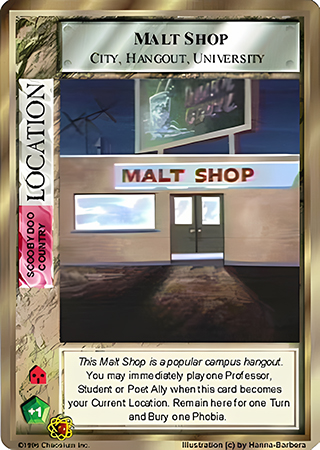 MALT SHOP
CITY, HANGOUT, UNIVERSITY
LOCATION
SCOOBY DOO
COUNTRY
MALT SHOP
This Malt Shop is a popular campus hangout.
You may immediately play one Professor,
Student or Poet Ally when this card becomes
your Current Location. Remain here for one Turn
and Bury one Phobia.
+1
Chaosium Inc.
Illustration (c) by Hanna-Barbera